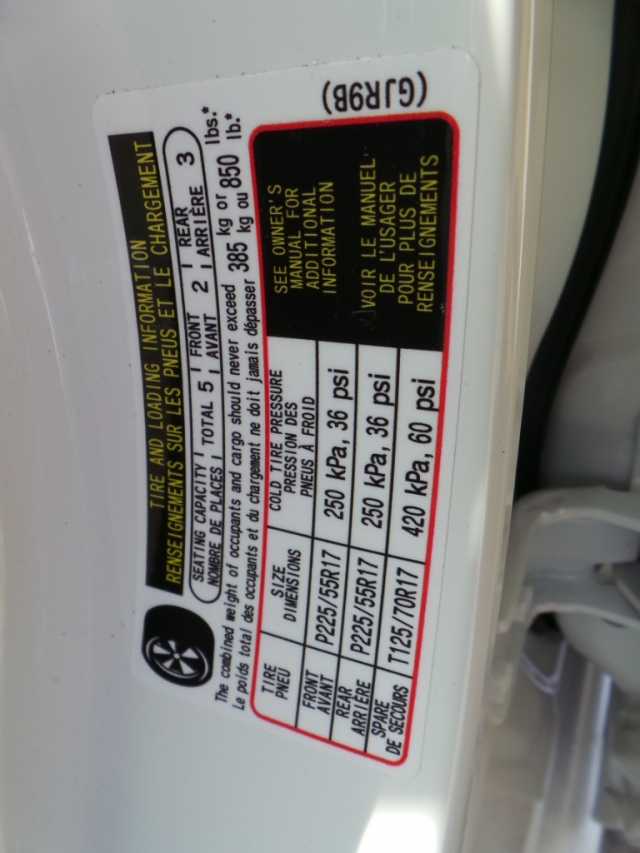 TIRE AND LOADING INFORMATION
RENSEIGNEMENTS SUR LES PNEUS ET LE CHARGEMENT
SEATING CAPACITY TOTAL 5 FRONT 2 REAR 3
NOMBRE DE PLACES AVANT ARRIÈRE
The combined weight of occupants and cargo should never exceed 385 kg or 850 lbs.*
Le poids total des occupants et du chargement ne doit jamais dépasser kg ou lb.*
TIRE
PNEU
SIZE
DIMENSIONS
COLD TIRE PRESSURE
PRESSION DES
PNEUS À FROID
SEE OWNER'S
MANUAL FOR
ADDITIONAL
INFORMATION
VOIR LE MANUEL
DE L'USAGER
POUR PLUS DE
RENSEIGNEMENTS
FRONT
AVANT
P225/55R17
250 kPa, 36 psi
REAR
ARRIÈRE
P225/55R17
250 kPa, 36 psi
SPARE
DE SECOURS
T125/70R17
420 kPa, 60 psi
(GJR9B)